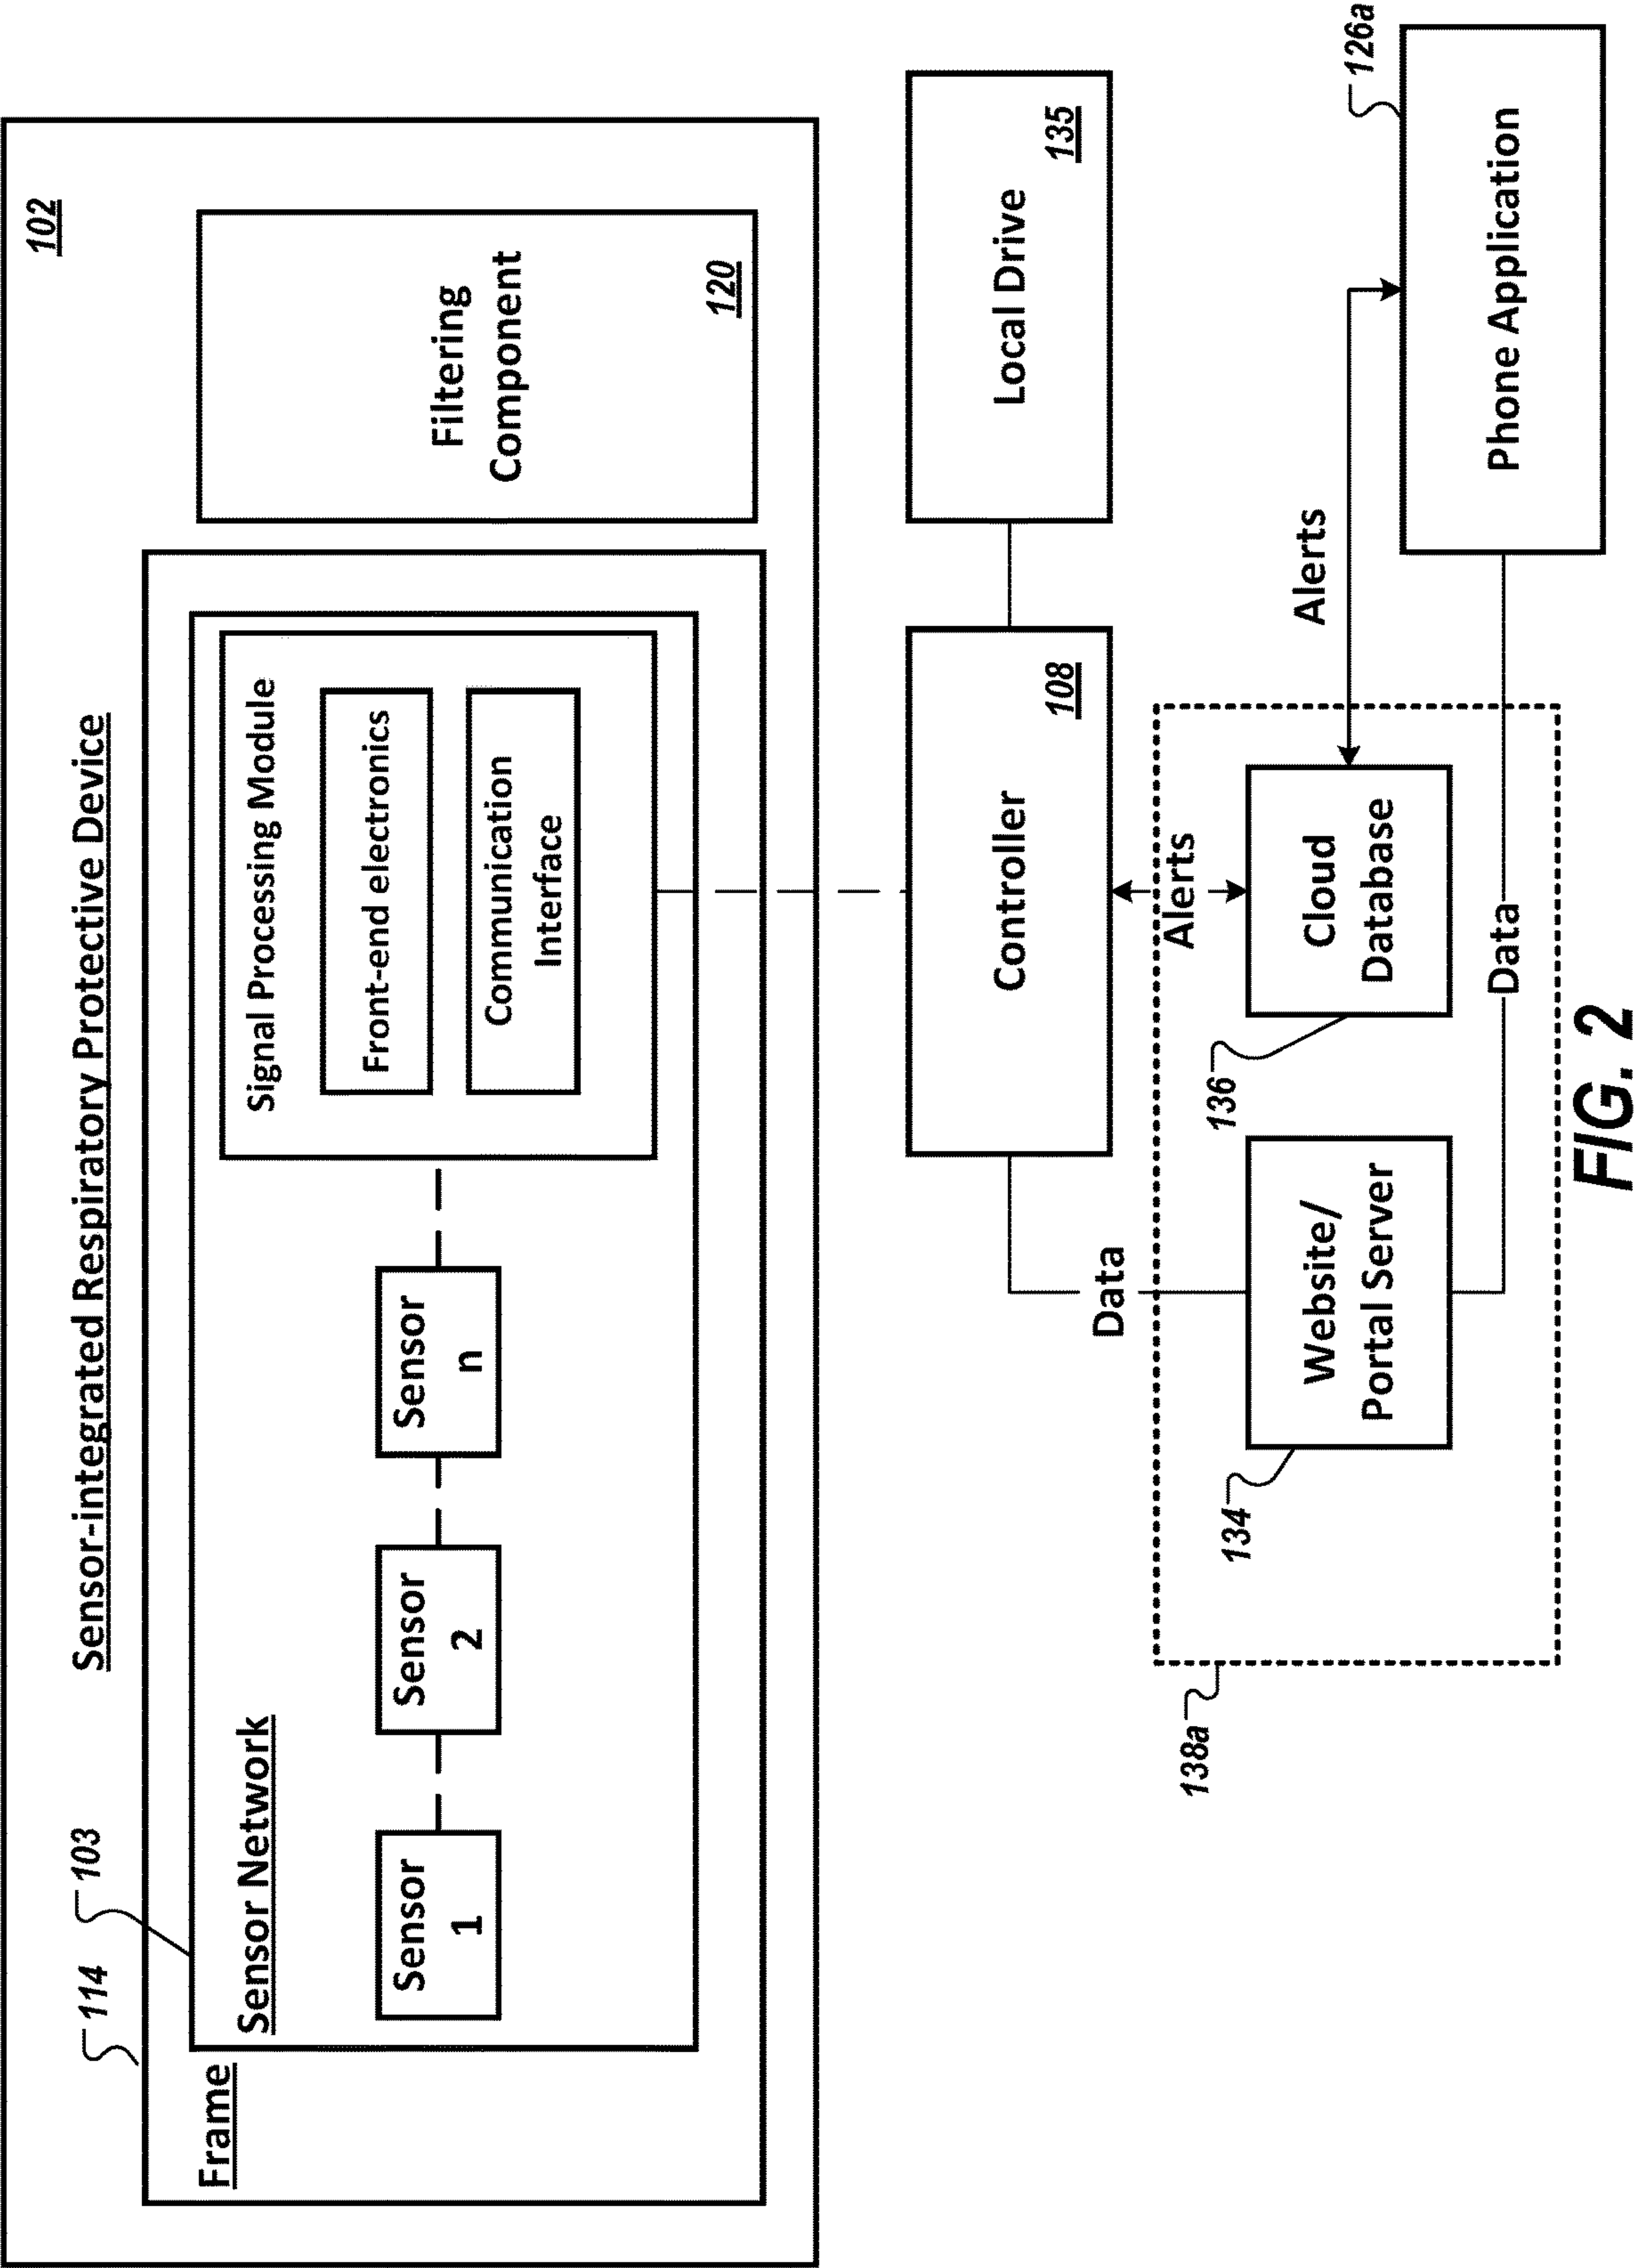 Sensor-integrated Respiratory Protective Device
102
114
103
Frame
Sensor Network
Sensor
1
Sensor
2
Sensor
n
Signal Processing Module
Front-end electronics
Communication
Interface
Filtering
Component
120
Controller
108
Local Drive
135
Data
Alerts
Alerts
138a
134
Website/
Portal Server
136
Cloud
Database
Data
Phone Application
126a
FIG. 2